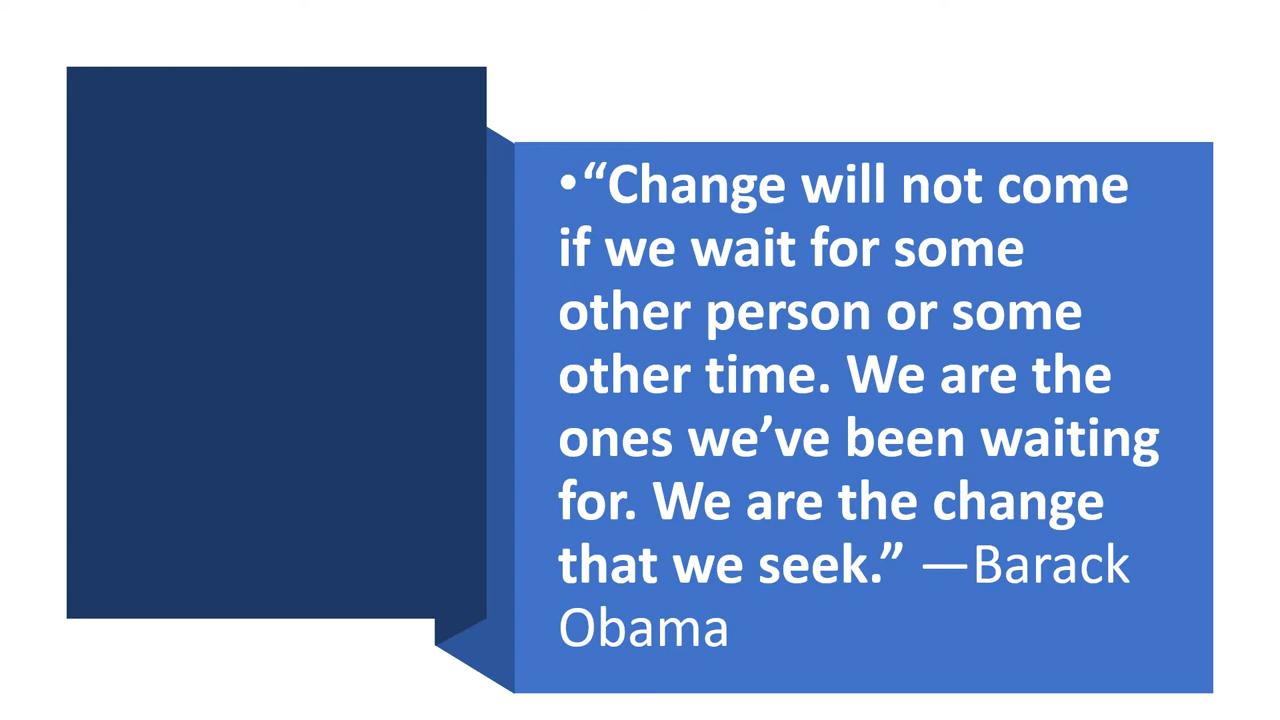 •“Change will not come
if we wait for some
other person or some
other time. We are the
ones we’ve been waiting
for. We are the change
that we seek.” —Barack
Obama